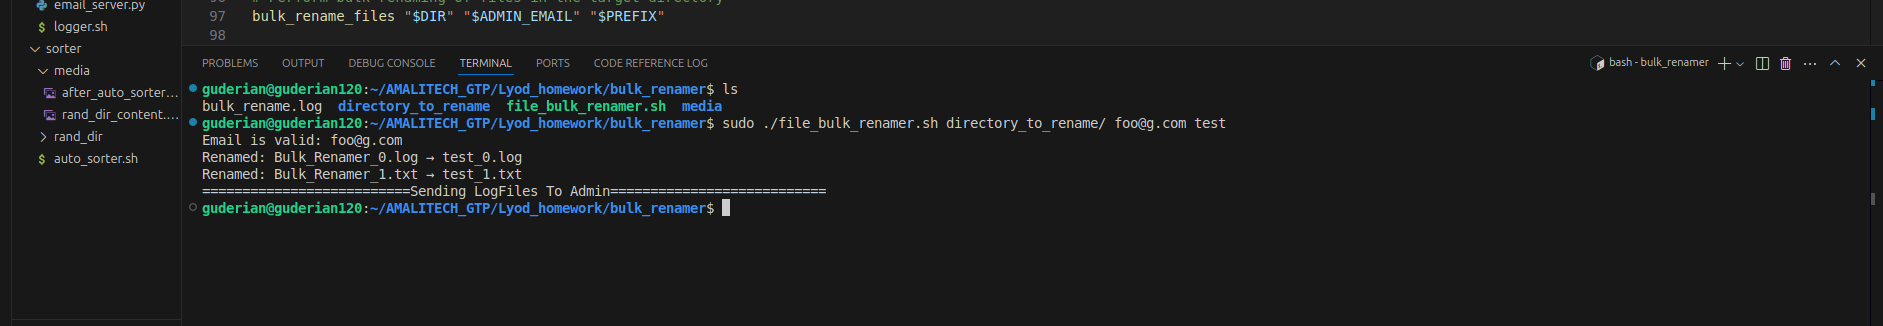 email_server.py
logger.sh
sorter
media
after_auto_sorter...
rand_dir_content....
rand_dir
auto_sorter.sh
97 bulk_rename_files "$DIR" "$ADMIN_EMAIL" "$PREFIX"
98
PROBLEMS OUTPUT DEBUG CONSOLE TERMINAL PORTS CODE REFERENCE LOG
bash - bulk_renamer
guderian@guderian120:~/AMALITECH_GTP/Lyod_homework/bulk_renamer$ ls
bulk_rename.log directory_to_rename file_bulk_renamer.sh media
guderian@guderian120:~/AMALITECH_GTP/Lyod_homework/bulk_renamer$ sudo ./file_bulk_renamer.sh directory_to_rename/ foo@g.com test
Email is valid: foo@g.com
Renamed: Bulk_Renamer_0.log → test_0.log
Renamed: Bulk_Renamer_1.txt → test_1.txt
==========================Sending LogFiles To Admin===========================
guderian@guderian120:~/AMALITECH_GTP/Lyod_homework/bulk_renamer$